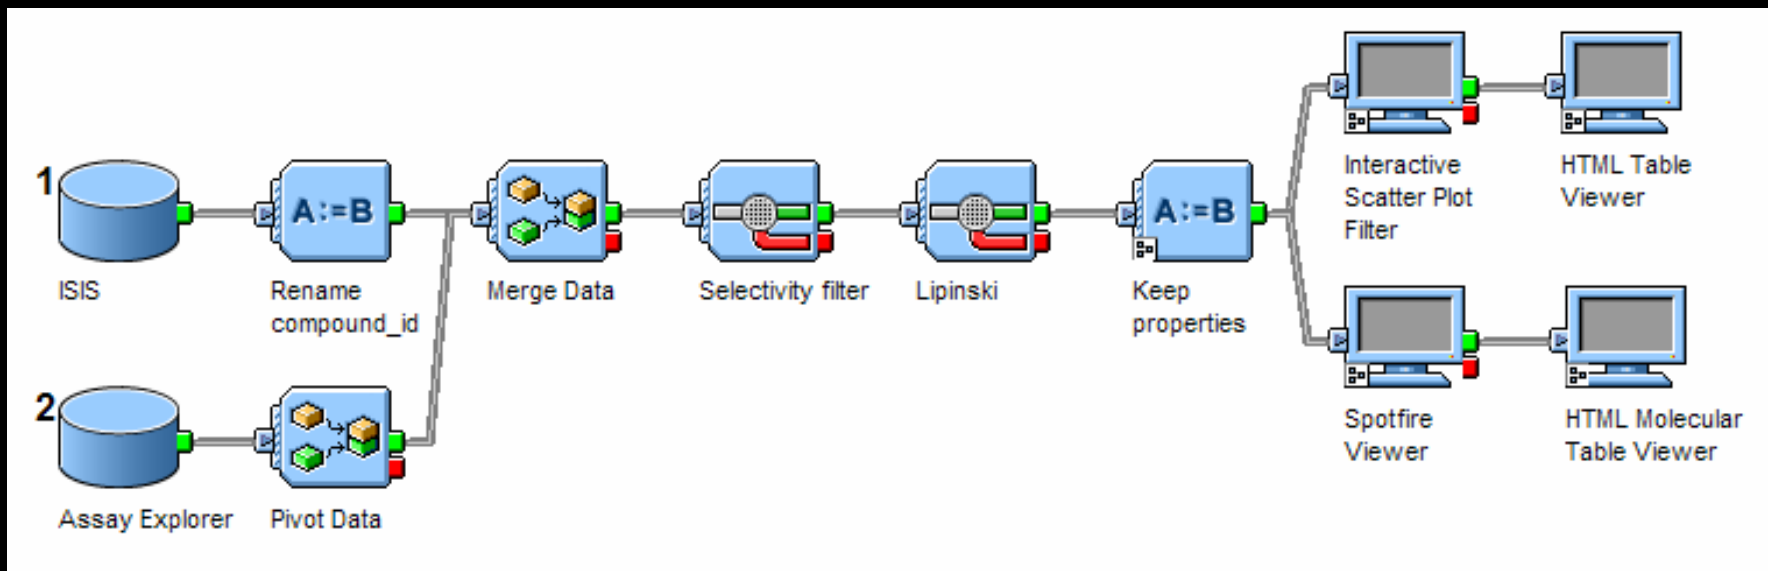 1
ISIS
A:=B
Rename
compound_id
Merge Data
Selectivity filter
Lipinski
A:=B
Keep
properties
Interactive
Scatter Plot
Filter
HTML Table
Viewer
2
Assay Explorer
Pivot Data
Spotfire
Viewer
HTML Molecular
Table Viewer